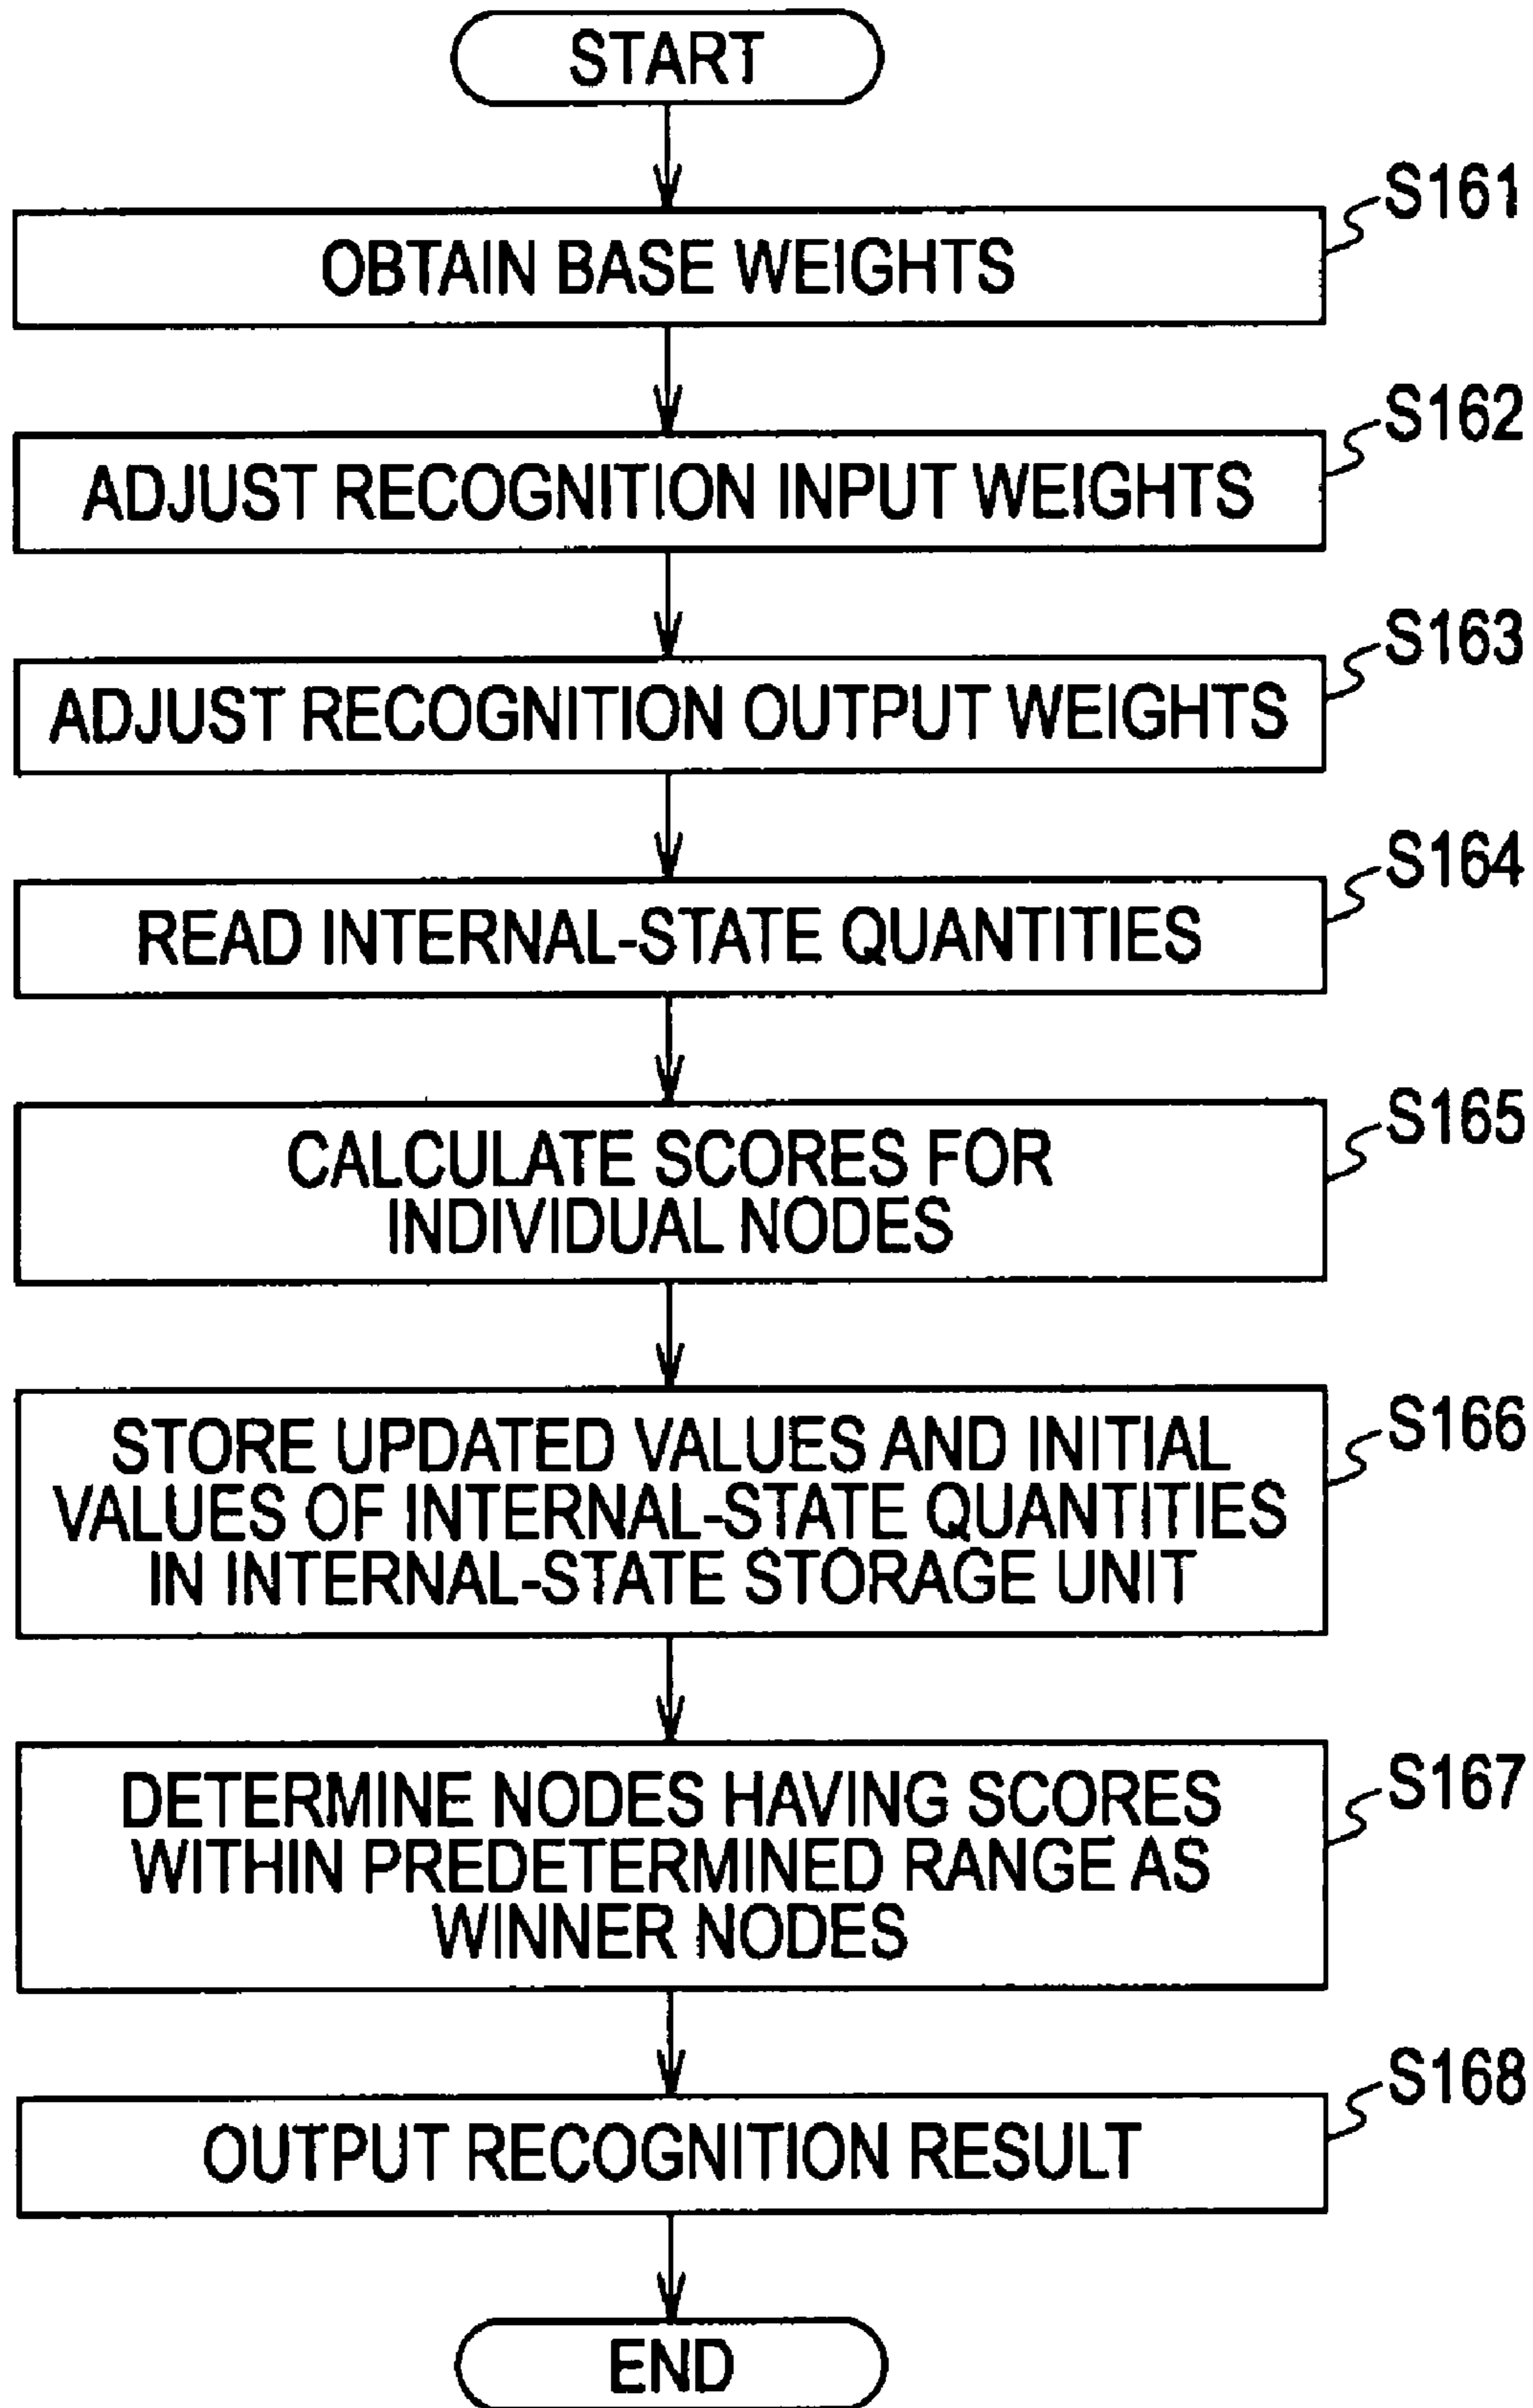 START
S161
OBTAIN BASE WEIGHTS
S162
ADJUST RECOGNITION INPUT WEIGHTS
S163
ADJUST RECOGNITION OUTPUT WEIGHTS
S164
READ INTERNAL-STATE QUANTITIES
S165
CALCULATE SCORES FOR
INDIVIDUAL NODES
S166
STORE UPDATED VALUES AND INITIAL
VALUES OF INTERNAL-STATE QUANTITIES
IN INTERNAL-STATE STORAGE UNIT
S167
DETERMINE NODES HAVING SCORES
WITHIN PREDETERMINED RANGE AS
WINNER NODES
S168
OUTPUT RECOGNITION RESULT
END